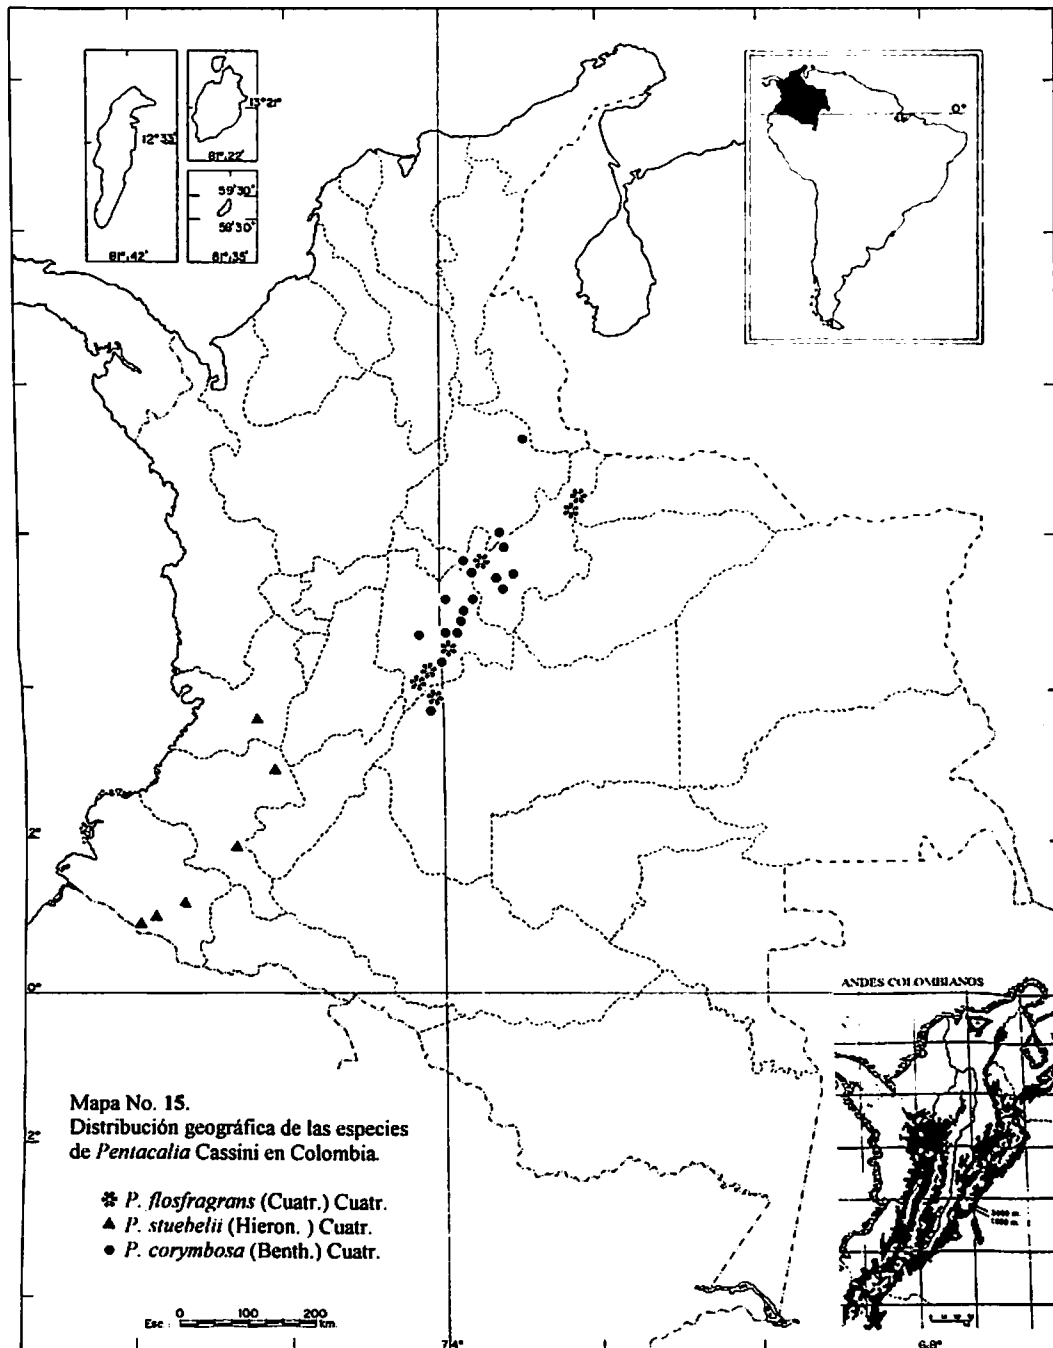 12°33'
81°,42'
13°21'
81°,22'
59'30"
58'30"
81°,35'
0°
2°
0°
2°
ANDES COLOMBIANOS
3000 m.
1000 m.
Mapa No. 15.
Distribución geográfica de las especies
de Pentacalia Cassini en Colombia.
P. flosfragrans (Cuatr.) Cuatr.
P. stuebelii (Hieron. ) Cuatr.
P. corymbosa (Benth.) Cuatr.
0 100 200
Esc : km.
74°
68°